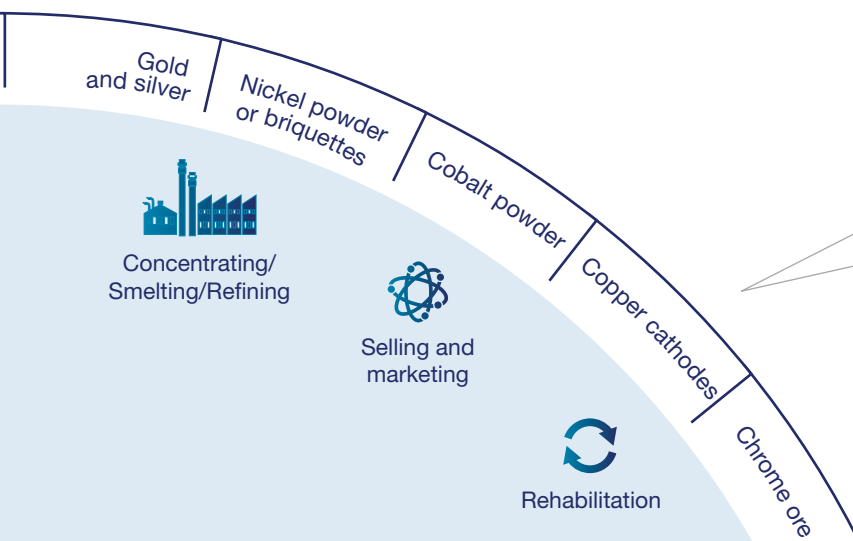 Gold
and silver
Nickel powder
or briquettes
Cobalt powder
Copper cathodes
Chrome ore
Concentrating/
Smelting/Refining
Selling and
marketing
Rehabilitation